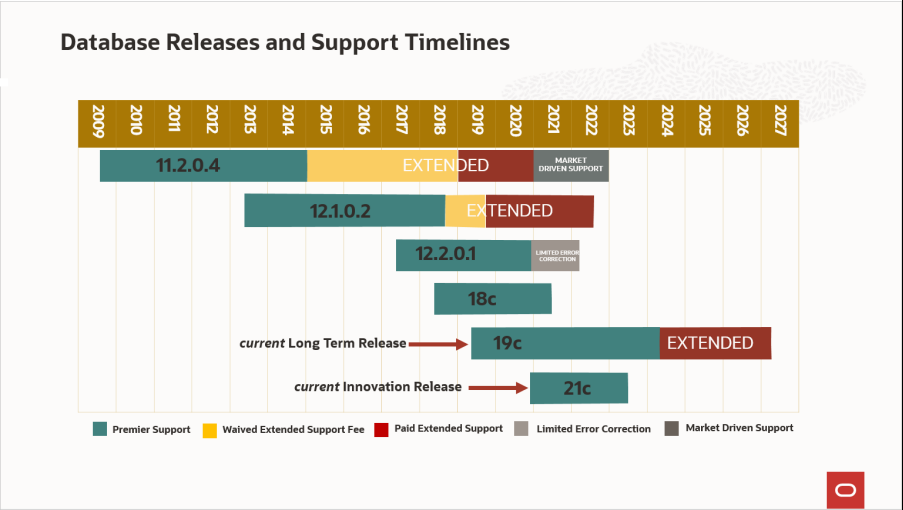 Database Releases and Support Timelines
2009 2010 2011 2012 2013 2014 2015 2016 2017 2018 2019 2020 2021 2022 2023 2024 2025 2026 2027
11.2.0.4 EXTENDED MARKET
DRIVEN SUPPORT
12.1.0.2 EXTENDED
12.2.0.1 LIMITED ERROR
CORRECTION
18c
current Long Term Release 19c EXTENDED
current Innovation Release 21c
Premier Support Waived Extended Support Fee Paid Extended Support Limited Error Correction Market Driven Support